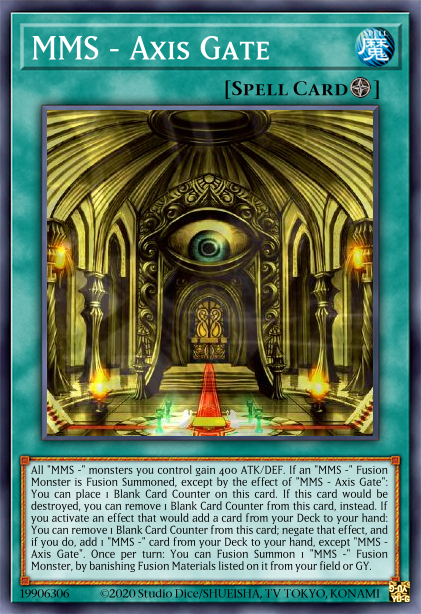 MMS - Axis Gate
SPELL
魔
[Spell Card]
All "MMS -" monsters you control gain 400 ATK/DEF. If an "MMS -" Fusion
Monster is Fusion Summoned, except by the effect of "MMS - Axis Gate":
You can place 1 Blank Card Counter on this card. If this card would be
destroyed, you can remove 1 Blank Card Counter from this card, instead. If
you activate an effect that would add a card from your Deck to your hand:
You can remove 1 Blank Card Counter from this card; negate that effect, and
if you do, add 1 "MMS -" card from your Deck to your hand, except "MMS -
Axis Gate". Once per turn: You can Fusion Summon 1 "MMS -" Fusion
Monster, by banishing Fusion Materials listed on it from your field or GY.
19906306 ©2020 Studio Dice/SHUEISHA, TV TOKYO, KONAMI